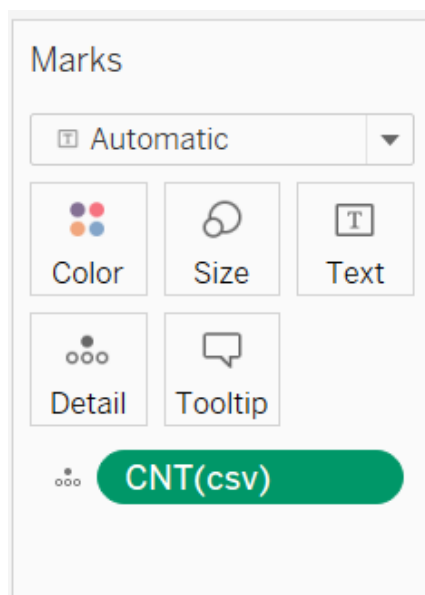 Marks
Automatic
Color Size Text
Detail Tooltip
CNT(csv)